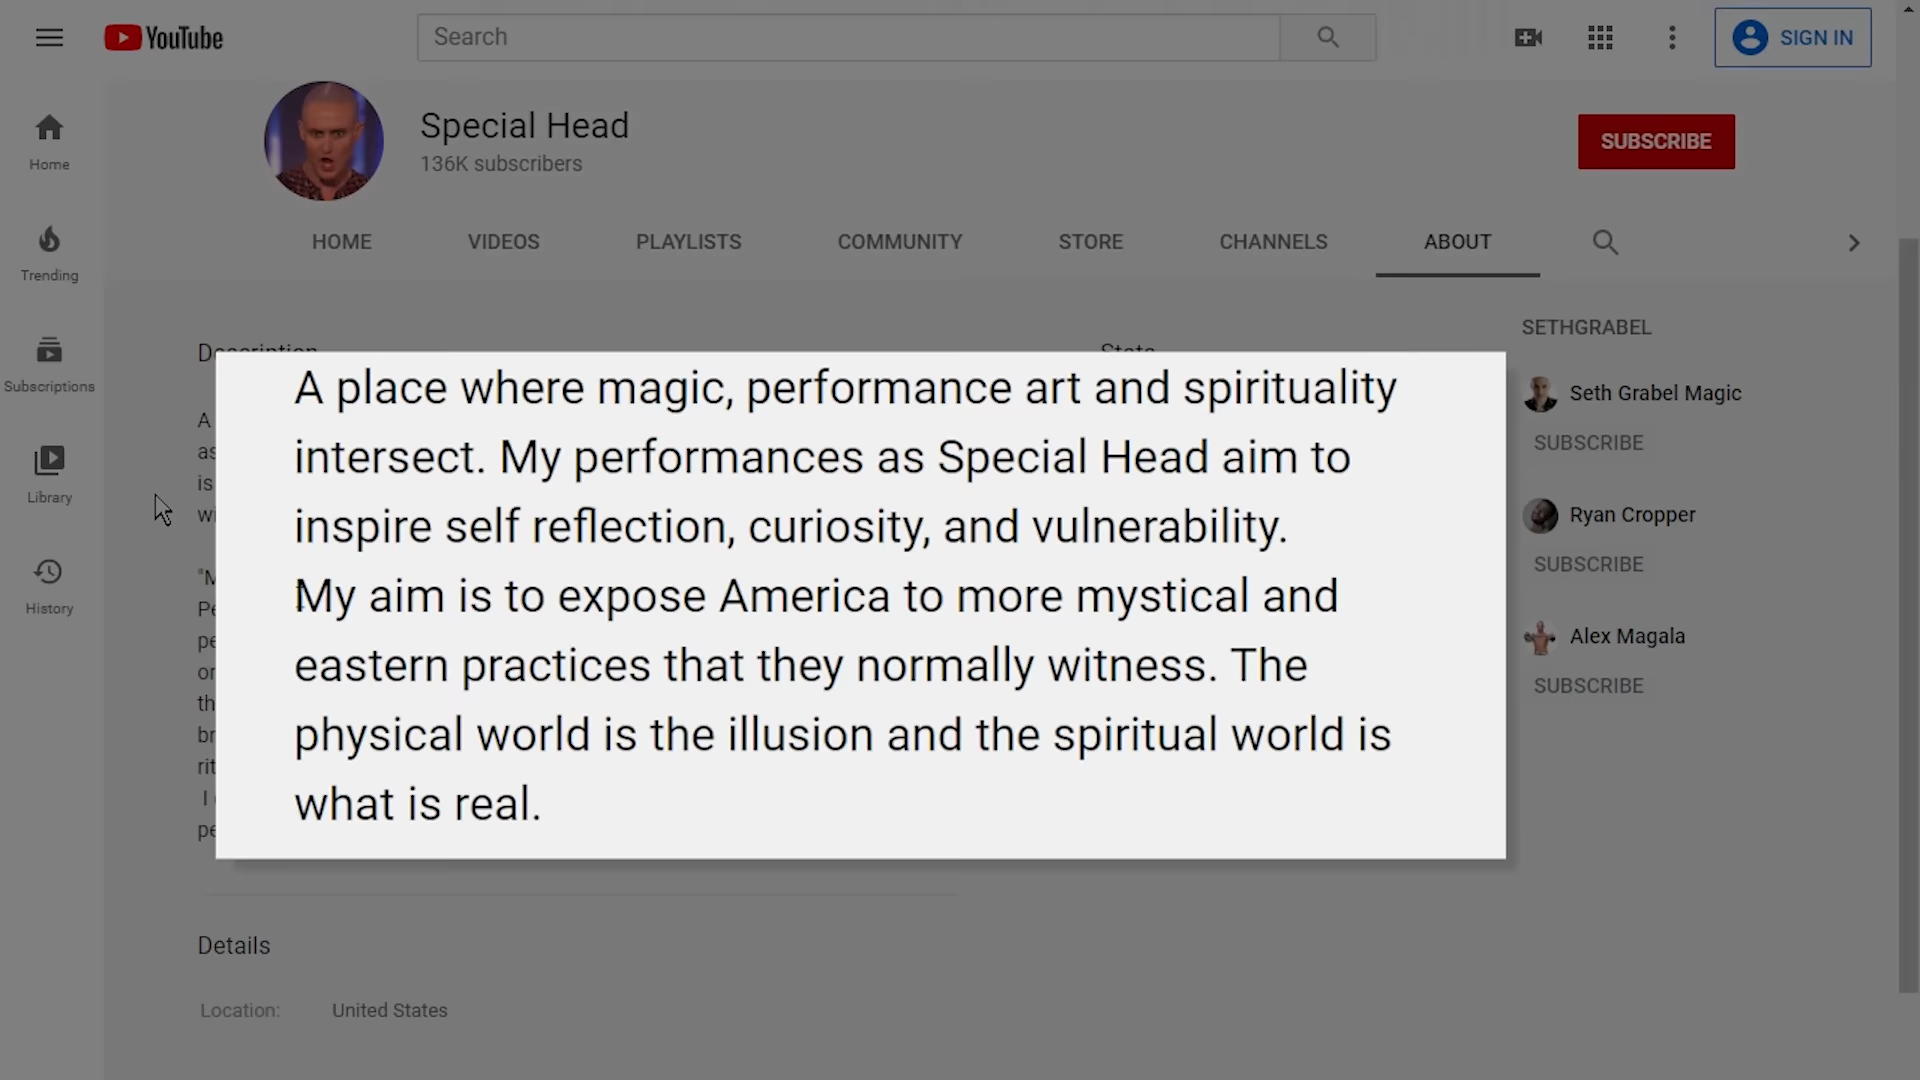 YouTube
Search
SIGN IN
Special Head
136K subscribers
SUBSCRIBE
Home
Trending
Subscriptions
Library
History
HOME
VIDEOS
PLAYLISTS
COMMUNITY
STORE
CHANNELS
ABOUT
A place where magic, performance art and spirituality
intersect. My performances as Special Head aim to
inspire self reflection, curiosity, and vulnerability.
My aim is to expose America to more mystical and
eastern practices that they normally witness. The
physical world is the illusion and the spiritual world is
what is real.
SETHGRABEL
Seth Grabel Magic
SUBSCRIBE
Ryan Cropper
SUBSCRIBE
Alex Magala
SUBSCRIBE
Details
Location:
United States